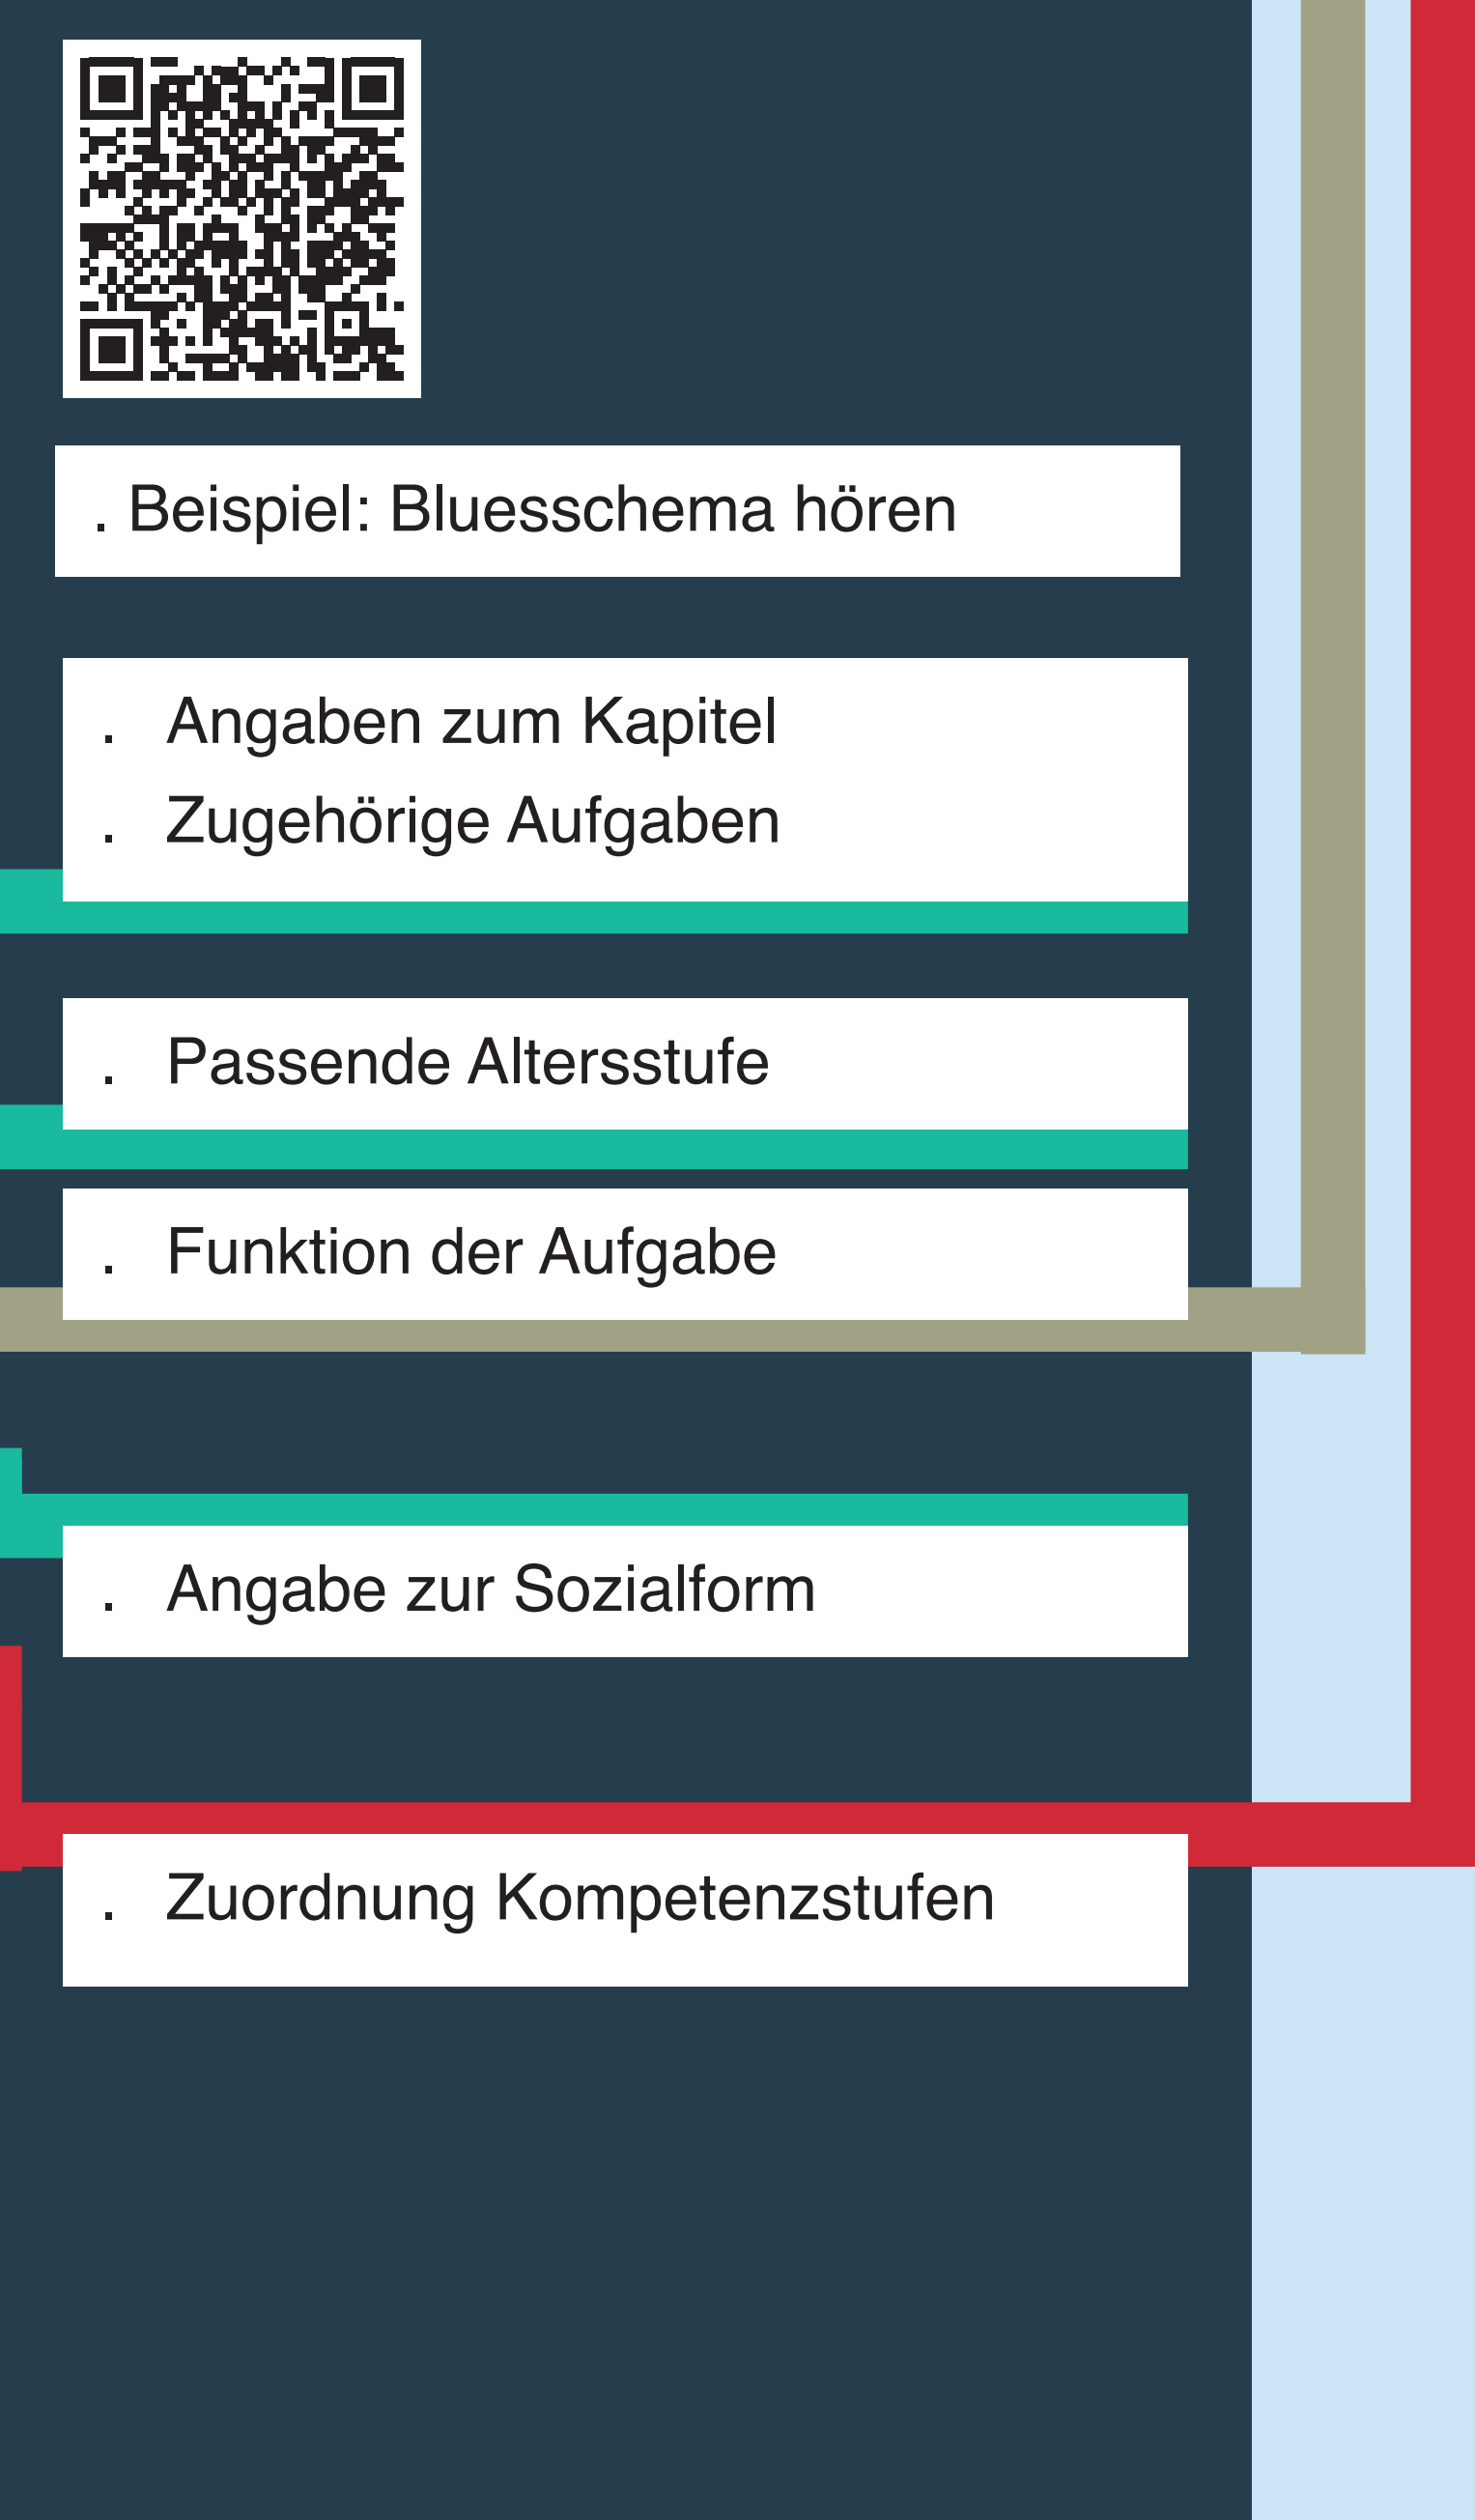 . Beispiel: Bluesschema hören
. Angaben zum Kapitel
. Zugehörige Aufgaben
. Passende Altersstufe
. Funktion der Aufgabe
. Angabe zur Sozialform
. Zuordnung Kompetenzstufen